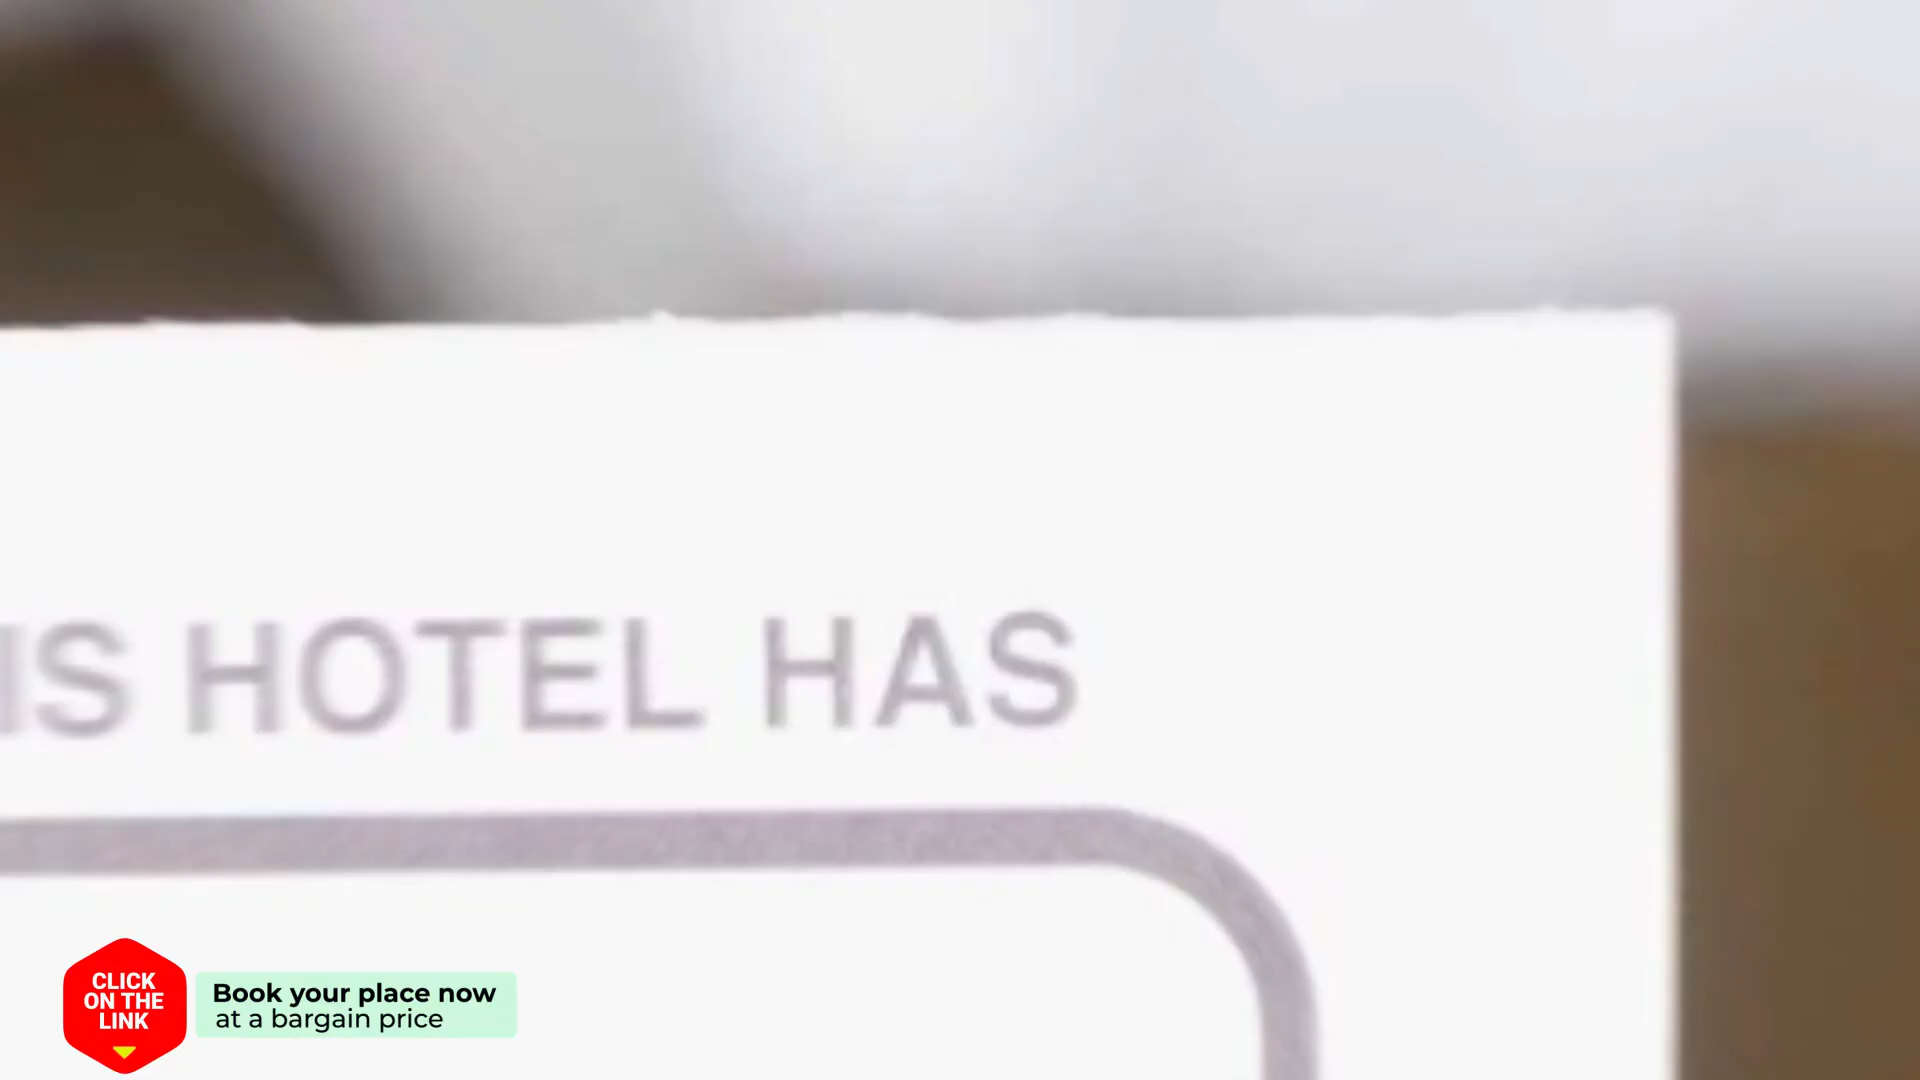 IS HOTEL HAS
CLICK
ON THE
LINK
Book your place now
at a bargain price